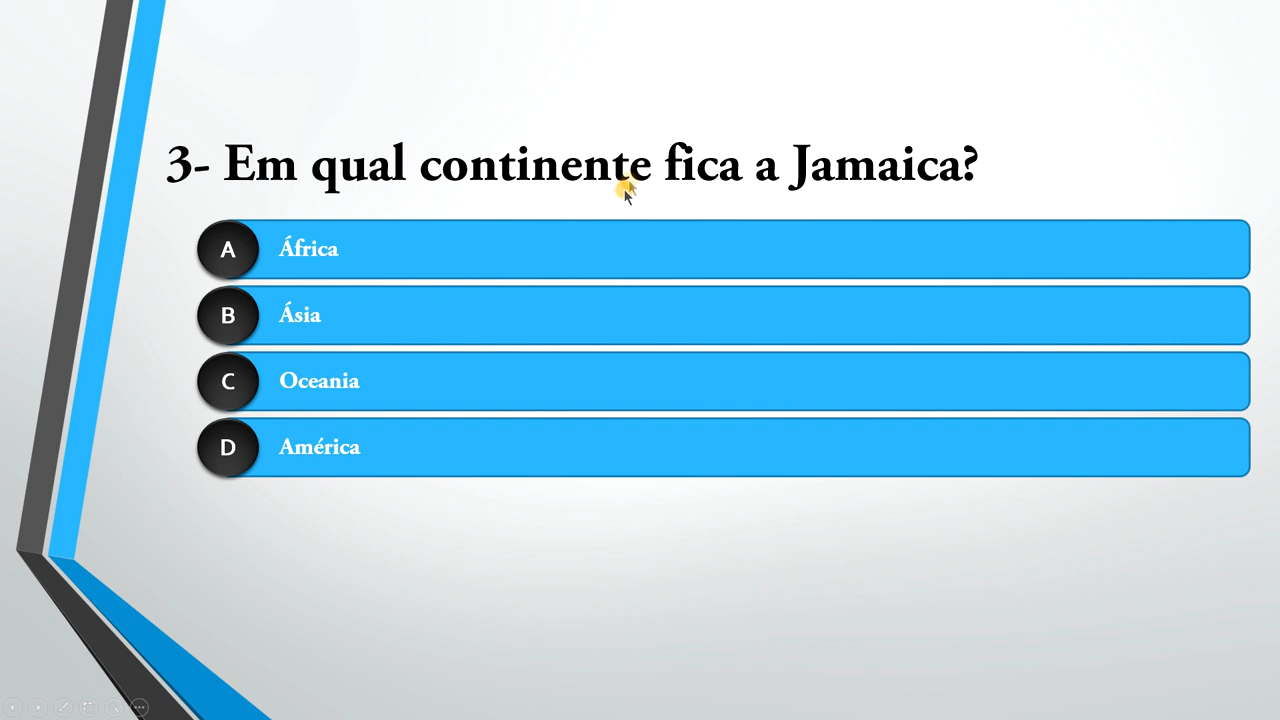 3- Em qual continente fica a Jamaica?
A África
B Ásia
C Oceania
D América